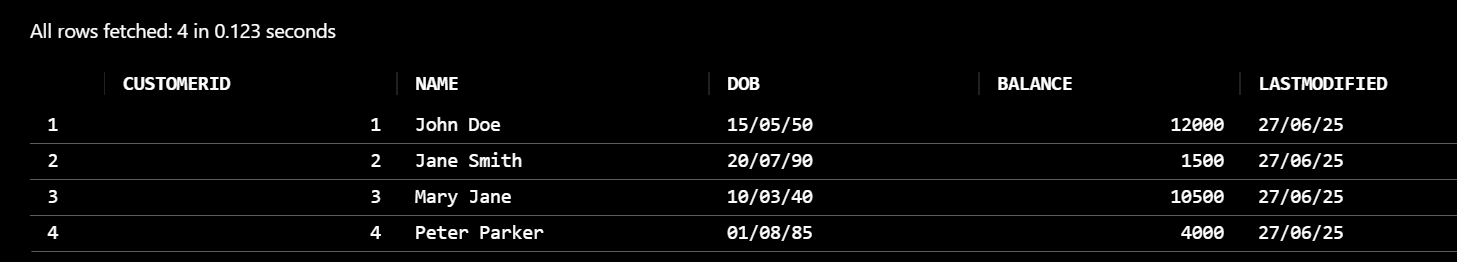 All rows fetched: 4 in 0.123 seconds
CUSTOMERID NAME DOB BALANCE LASTMODIFIED
1 1 John Doe 15/05/50 12000 27/06/25
2 2 Jane Smith 20/07/90 1500 27/06/25
3 3 Mary Jane 10/03/40 10500 27/06/25
4 4 Peter Parker 01/08/85 4000 27/06/25